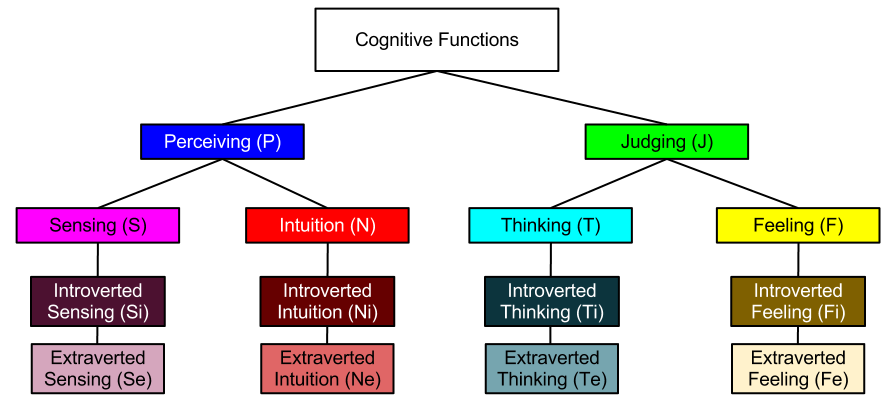 Cognitive Functions
Perceiving (P)
Judging (J)
Sensing (S)
Intuition (N)
Thinking (T)
Feeling (F)
Introverted
Sensing (Si)
Introverted
Intuition (Ni)
Introverted
Thinking (Ti)
Introverted
Feeling (Fi)
Extraverted
Sensing (Se)
Extraverted
Intuition (Ne)
Extraverted
Thinking (Te)
Extraverted
Feeling (Fe)